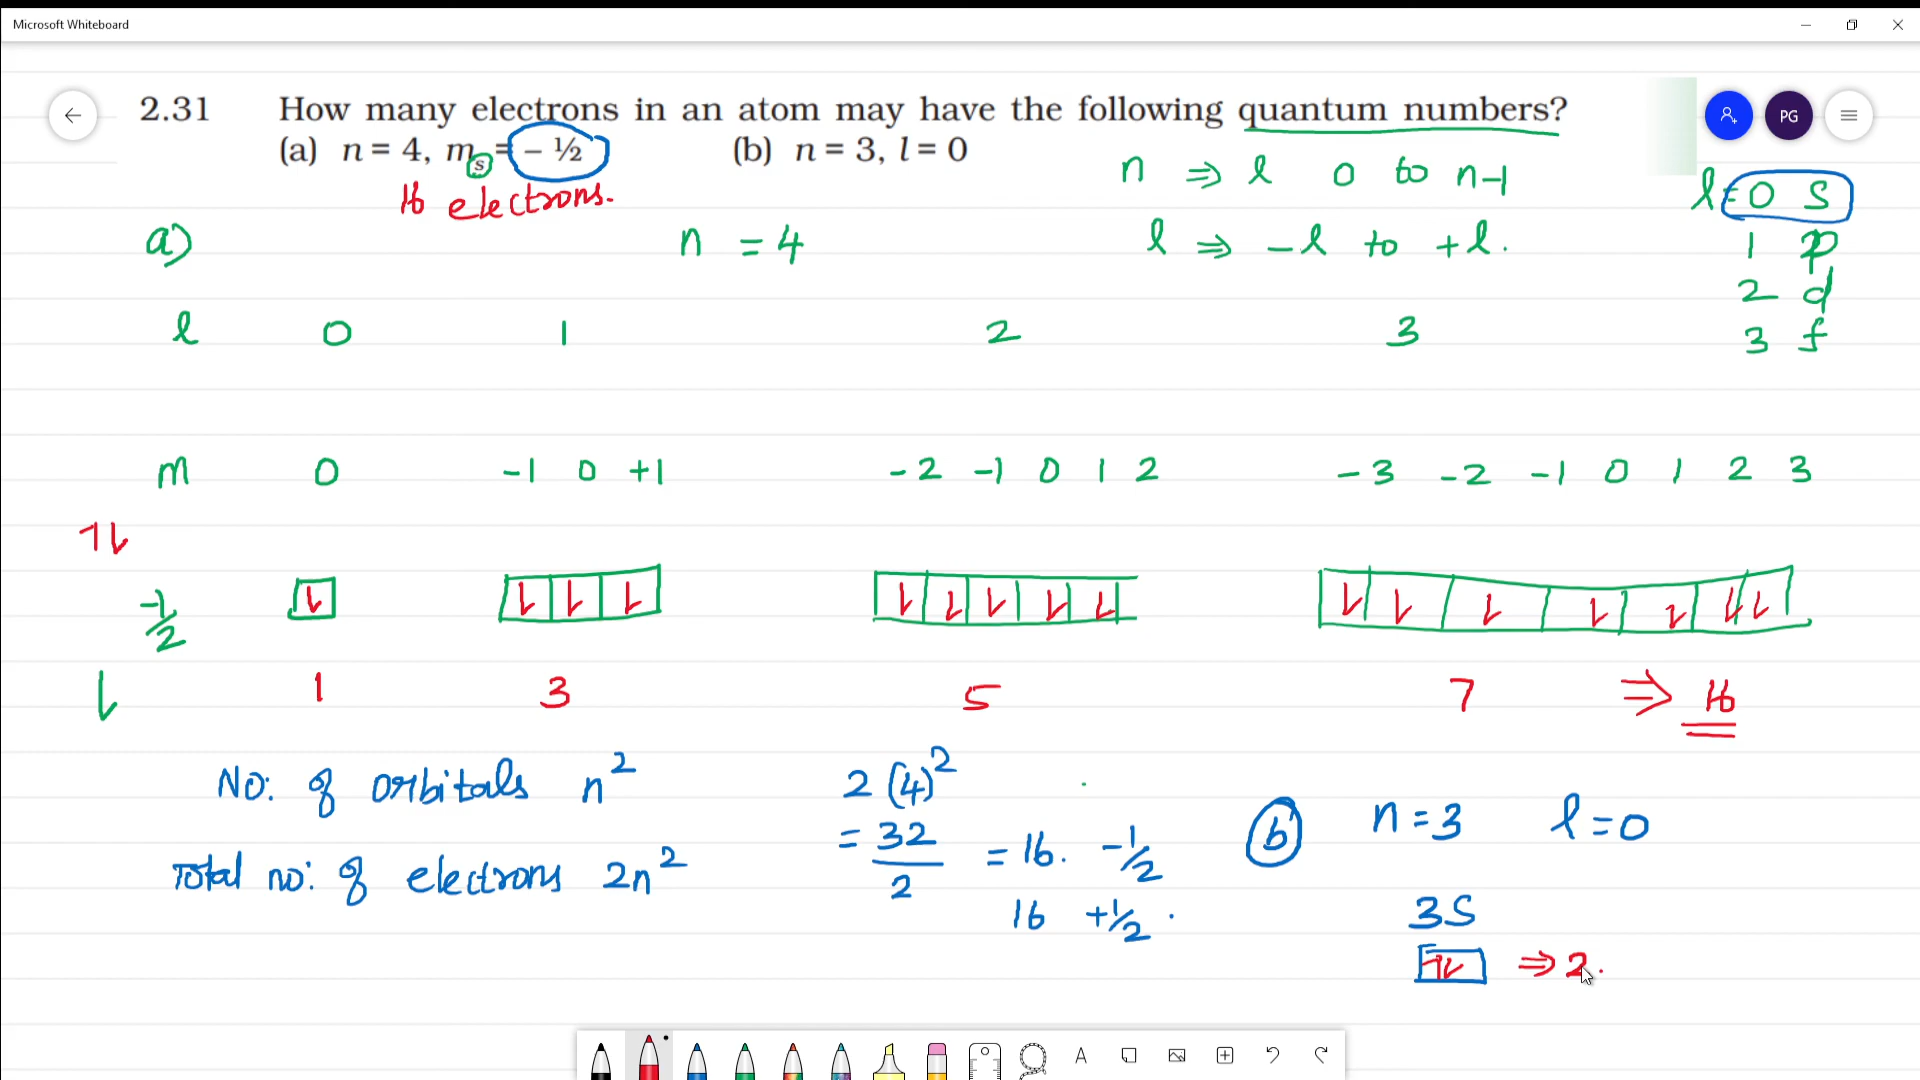 Microsoft Whiteboard
2.31 How many electrons in an atom may have the following quantum numbers?
(a) n = 4, ms = – ½ (b) n = 3, l = 0
16 electrons.
n ⇒ l 0 to n-1
l ⇒ -l to +l.
l=0 s
1 p
2 d
3 f
PG
a) n = 4
l 0 1 2 3
m 0 -1 0 +1 -2 -1 0 1 2 -3 -2 -1 0 1 2 3
↿⇂
-1/2 ⇂ ⇂ ⇂ ⇂ ⇂ ⇂ ⇂ ⇂ ⇂ ⇂ ⇂ ⇂ ⇂ ⇂ ⇂ ⇂
⇂ 1 3 5 7 ⇒ 16
No: of orbitals n²
Total no: of electrons 2n²
2 (4)²
= 32/2 = 16. -1/2
16 +1/2.
b) n=3 l=0
3S
↿⇂ ⇒ 2.
A